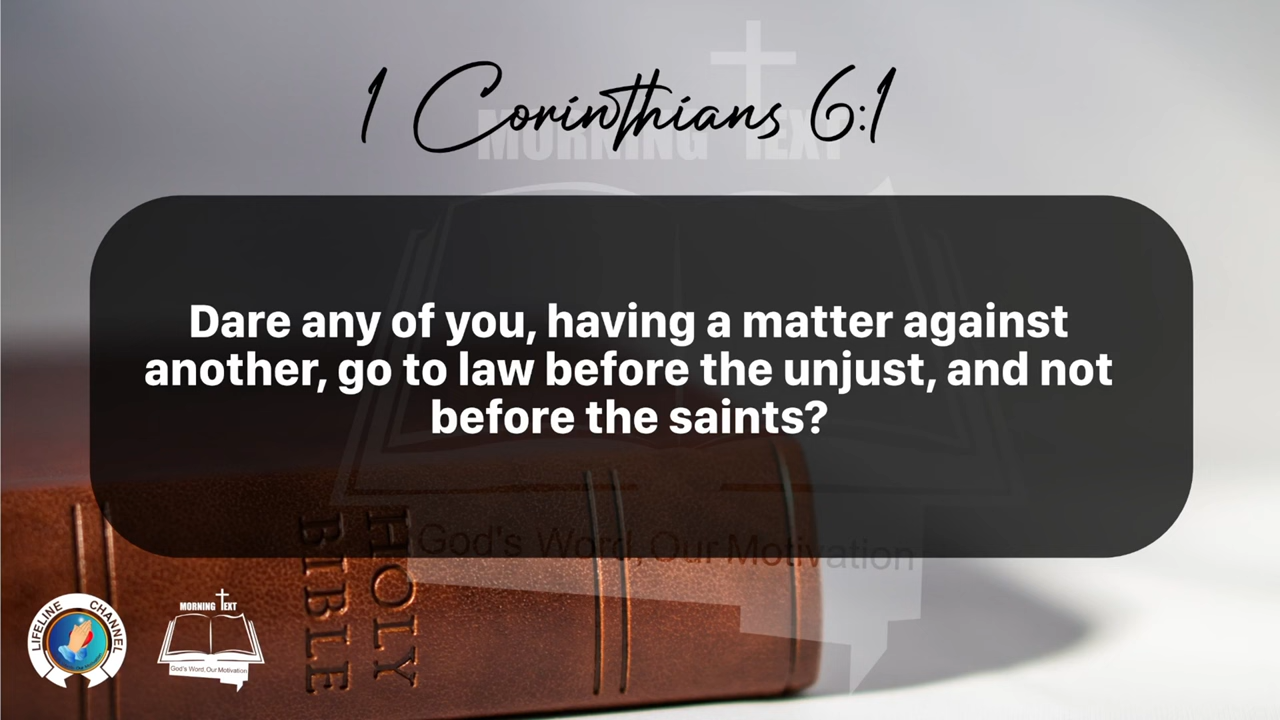 1 Corinthians 6:1
MORNING TEXT
Dare any of you, having a matter against
another, go to law before the unjust, and not
before the saints?
God's Word, Our Motivation
HOLY
BIBLE
LIFELINE CHANNEL
MORNING TEXT
God's Word, Our Motivation